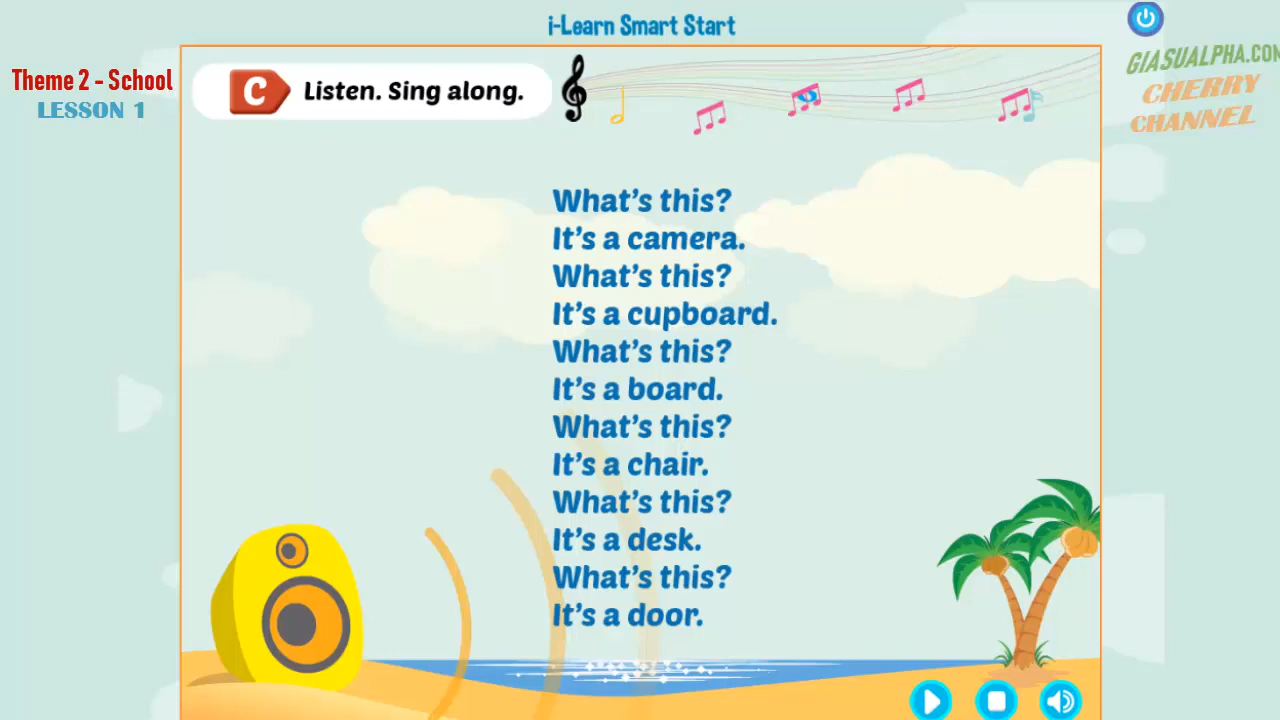 i-Learn Smart Start
Theme 2 - School
LESSON 1
C Listen. Sing along.
GIASUALPHA.COM
CHERRY
CHANNEL
What's this?
It's a camera.
What's this?
It's a cupboard.
What's this?
It's a board.
What's this?
It's a chair.
What's this?
It's a desk.
What's this?
It's a door.